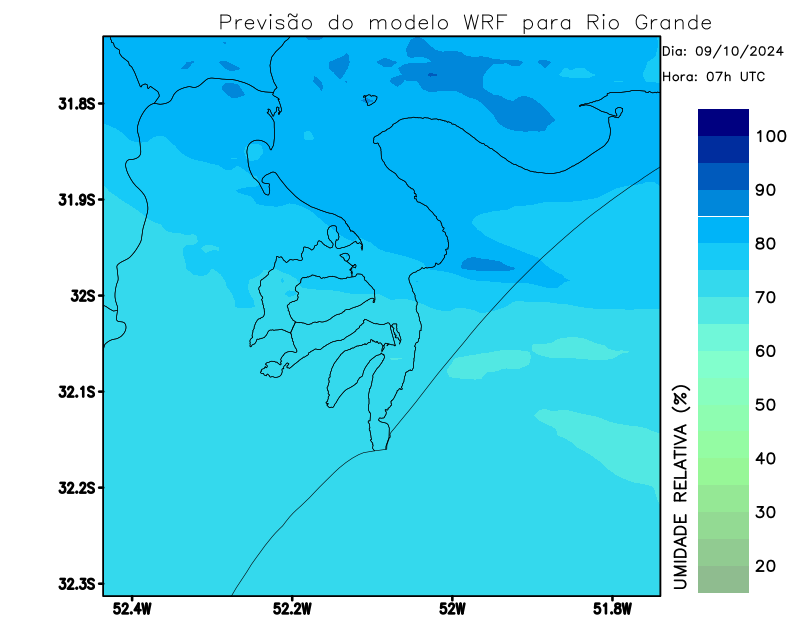 Previsão do modelo WRF para Rio Grande
Dia: 09/10/2024
Hora: 07h UTC
31.8S
31.9S
32S
32.1S
32.2S
32.3S
52.4W
52.2W
52W
51.8W
100
90
80
70
60
50
40
30
20
UMIDADE RELATIVA (%)